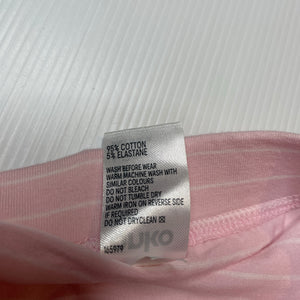 95% COTTON
5% ELASTANE
WASH BEFORE WEAR
WARM MACHINE WASH WITH
SIMILAR COLOURS
DO NOT BLEACH
DO NOT TUMBLE DRY
WARM IRON ON REVERSE SIDE
IF REQUIRED
DO NOT DRYCLEAN